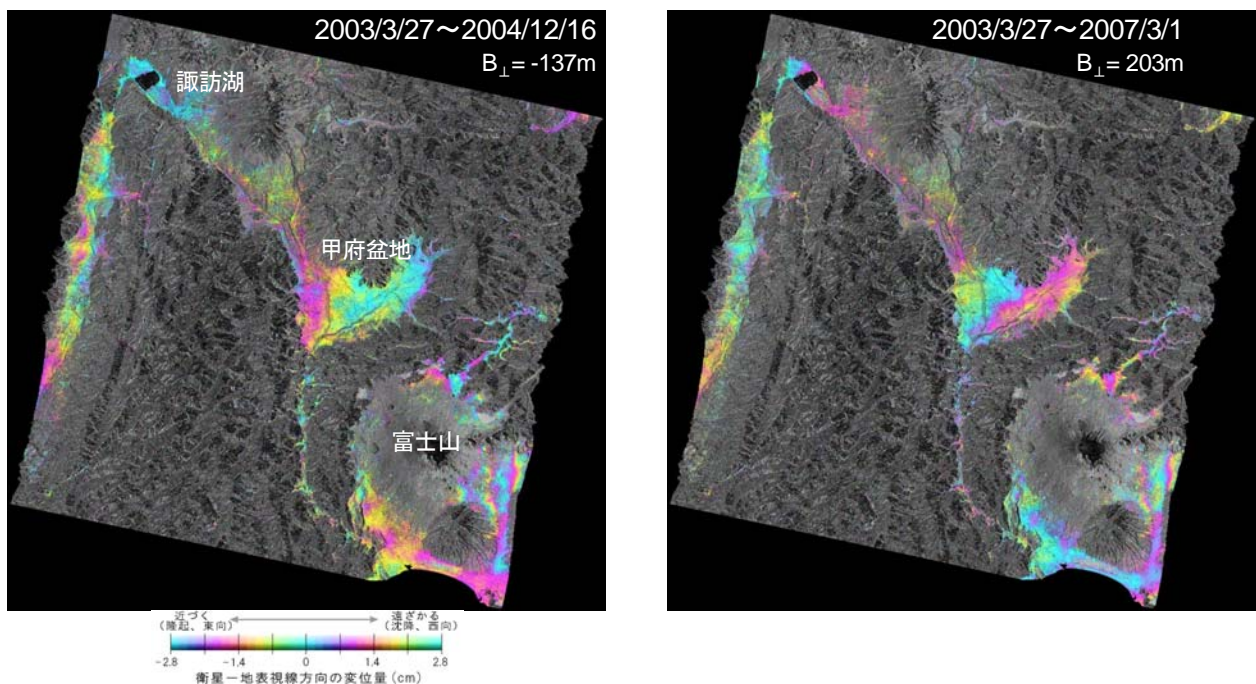 2003/3/27～2004/12/16
B⊥= -137m
諏訪湖
甲府盆地
富士山
2003/3/27～2007/3/1
B⊥= 203m
近づく 遠ざかる
(隆起、東向) (沈降、西向)
-2.8 -1.4 0 1.4 2.8
衛星－地表視線方向の変位量(cm)